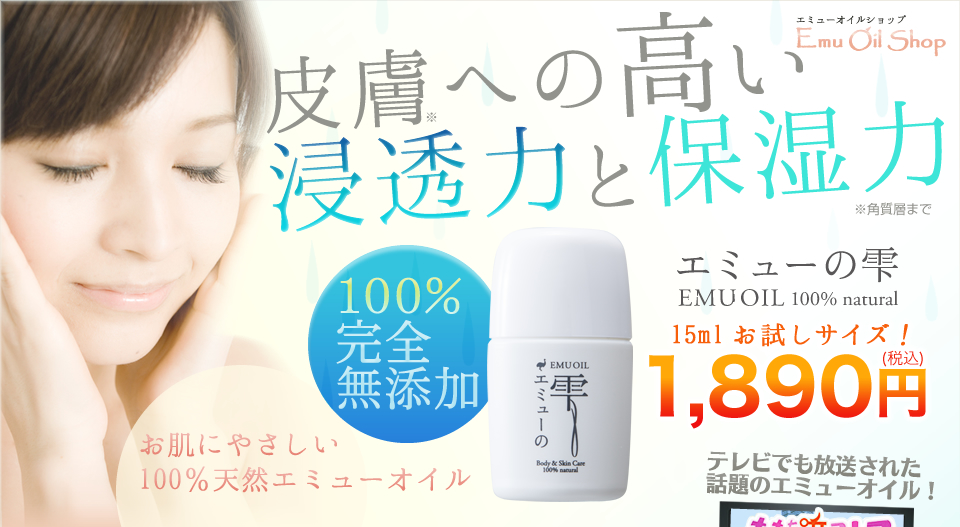 エミューオイルショップ
Emu Oil Shop
皮膚への高い
※
浸透力と保湿力
※角質層まで
100%
完全
無添加
エミューの雫
EMU OIL 100% natural
15ml お試しサイズ！
1,890円
(税込)
EMU OIL
エミューの雫
Body & Skin Care
100% natural
お肌にやさしい
100％天然エミューオイル
テレビでも放送された
話題のエミューオイル！